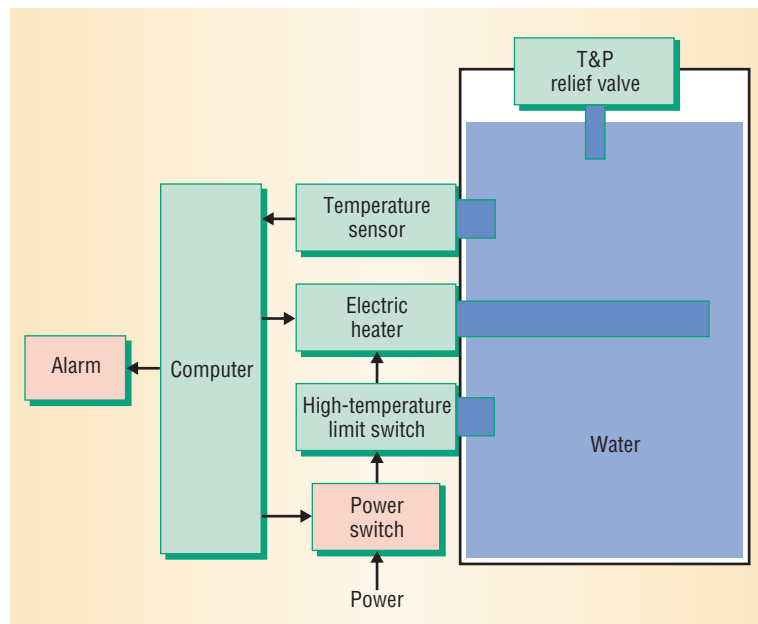 T&P
relief valve
Temperature
sensor
Electric
heater
Alarm
Computer
High-temperature
limit switch
Water
Power
switch
Power